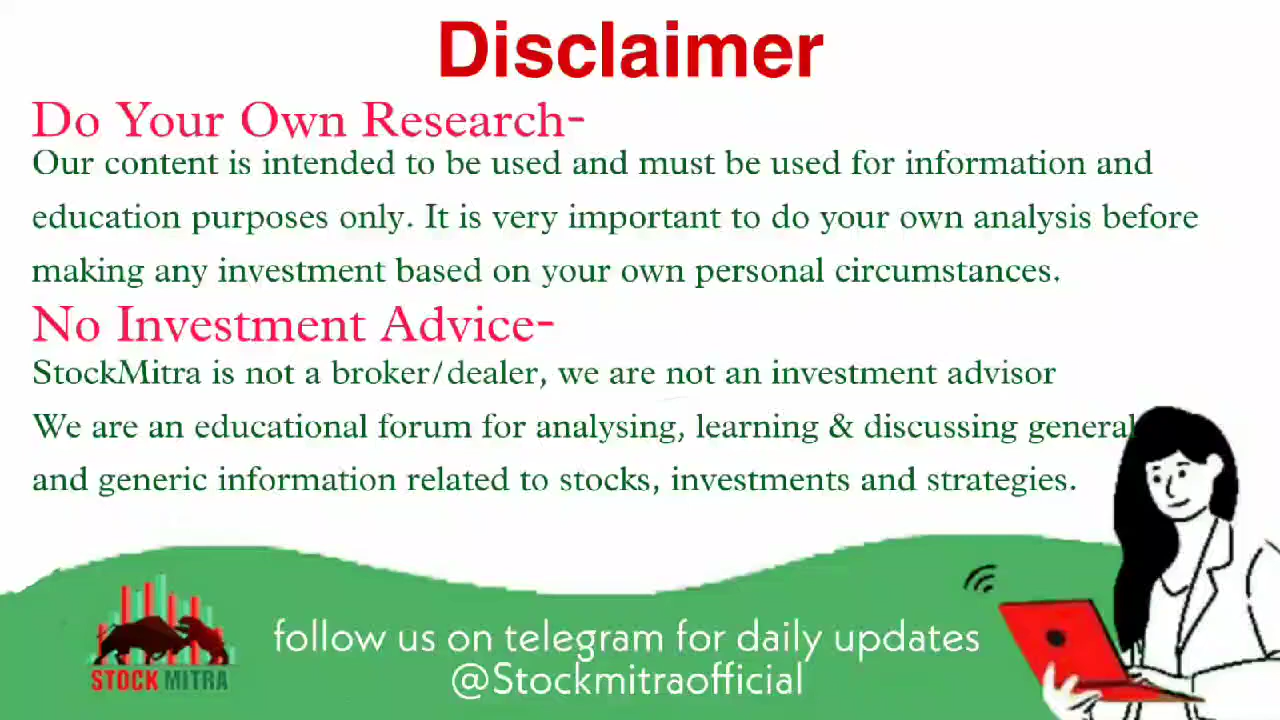 Disclaimer
Do Your Own Research-
Our content is intended to be used and must be used for information and
education purposes only. It is very important to do your own analysis before
making any investment based on your own personal circumstances.
No Investment Advice-
StockMitra is not a broker/dealer, we are not an investment advisor
We are an educational forum for analysing, learning & discussing general
and generic information related to stocks, investments and strategies.
follow us on telegram for daily updates
@Stockmitraofficial
STOCK MITRA